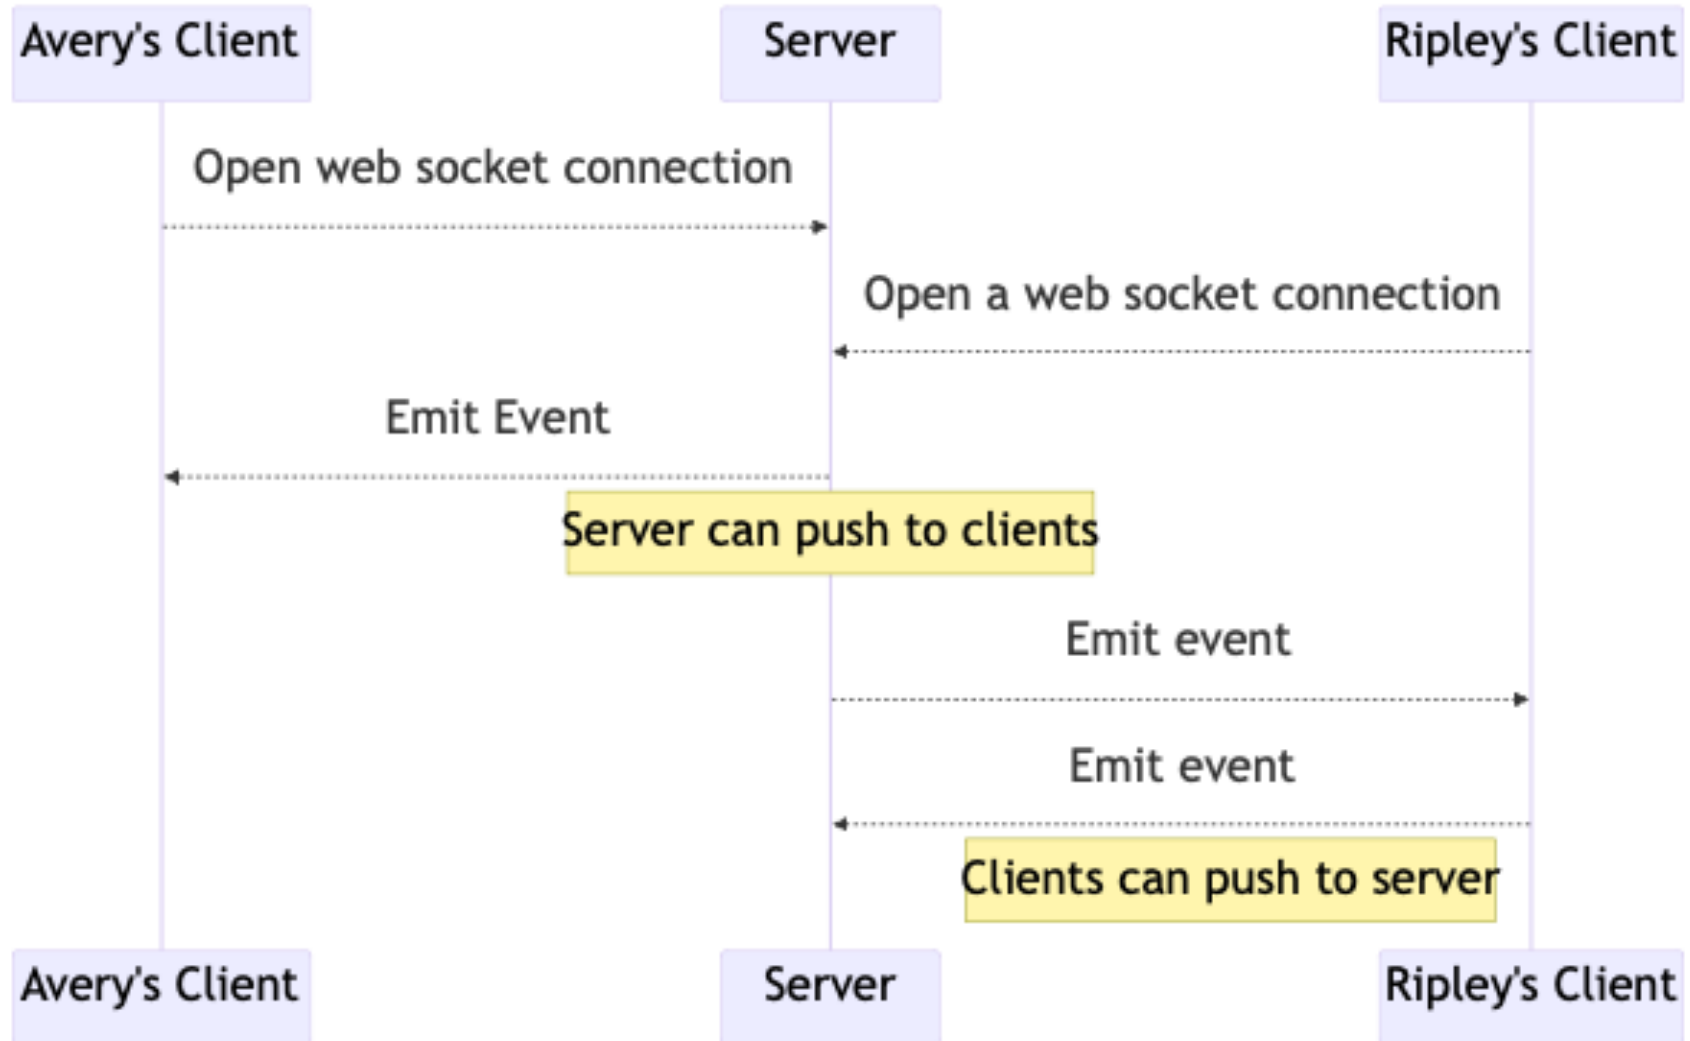 Avery's Client
Server
Ripley's Client
Open web socket connection
Open a web socket connection
Emit Event
Server can push to clients
Emit event
Emit event
Clients can push to server
Avery's Client
Server
Ripley's Client